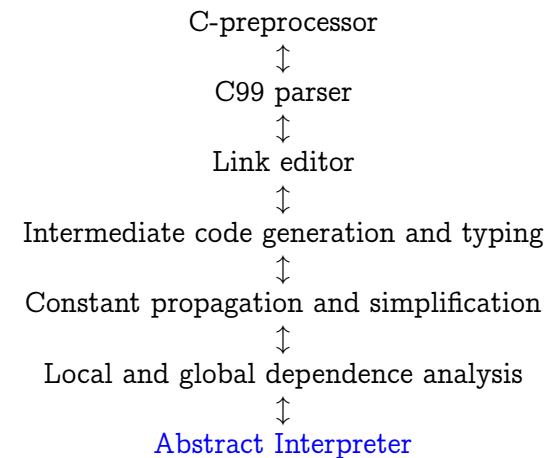 C-preprocessor
↕
C99 parser
↕
Link editor
↕
Intermediate code generation and typing
↕
Constant propagation and simplification
↕
Local and global dependence analysis
↕
Abstract Interpreter